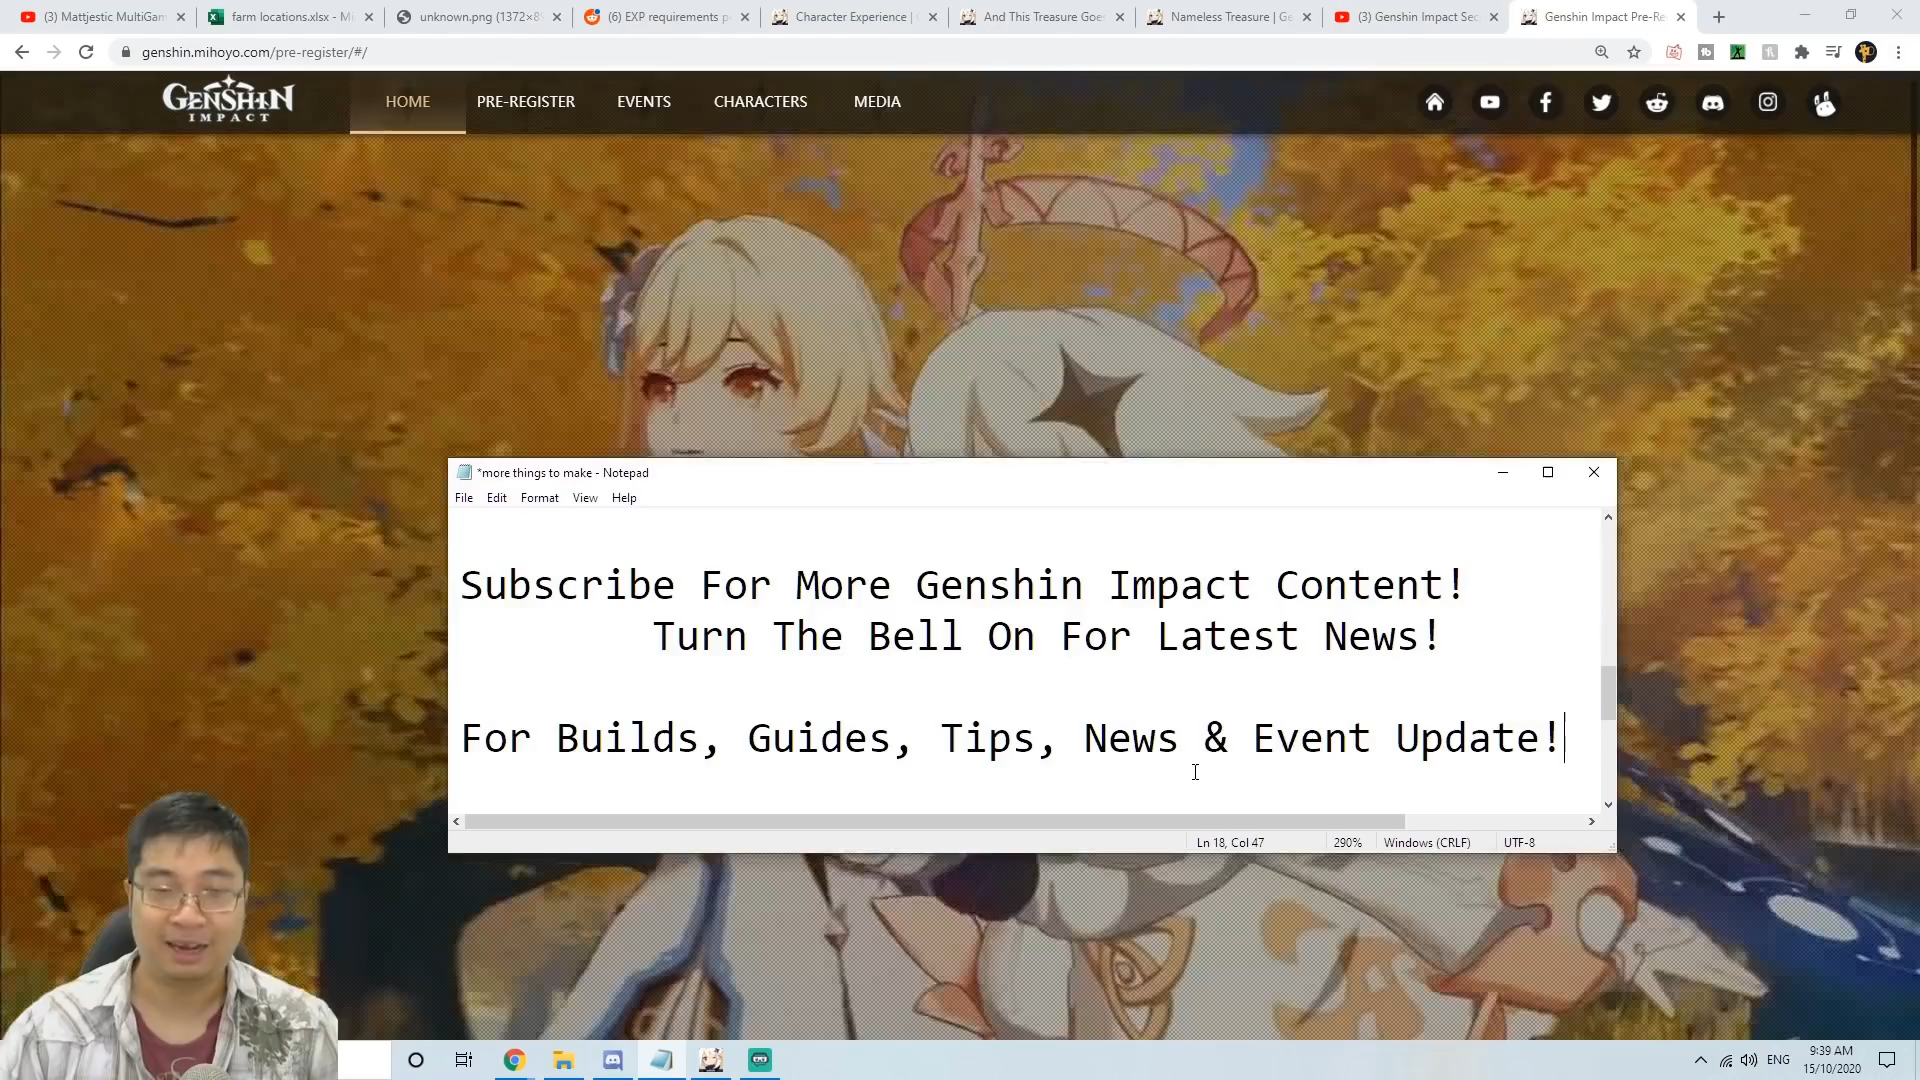 (3) Mattjestic MultiGam
farm locations.xlsx - Mi
unknown.png (1372×89
(6) EXP requirements p
Character Experience |
And This Treasure Goes
Nameless Treasure | Ge
(3) Genshin Impact Sec
Genshin Impact Pre-Re
genshin.mihoyo.com/pre-register/#/
GENSHIN
IMPACT
HOME
PRE-REGISTER
EVENTS
CHARACTERS
MEDIA
*more things to make - Notepad
File Edit Format View Help
Subscribe For More Genshin Impact Content!
Turn The Bell On For Latest News!
For Builds, Guides, Tips, News & Event Update!
Ln 18, Col 47
290%
Windows (CRLF)
UTF-8
ENG
9:39 AM
15/10/2020